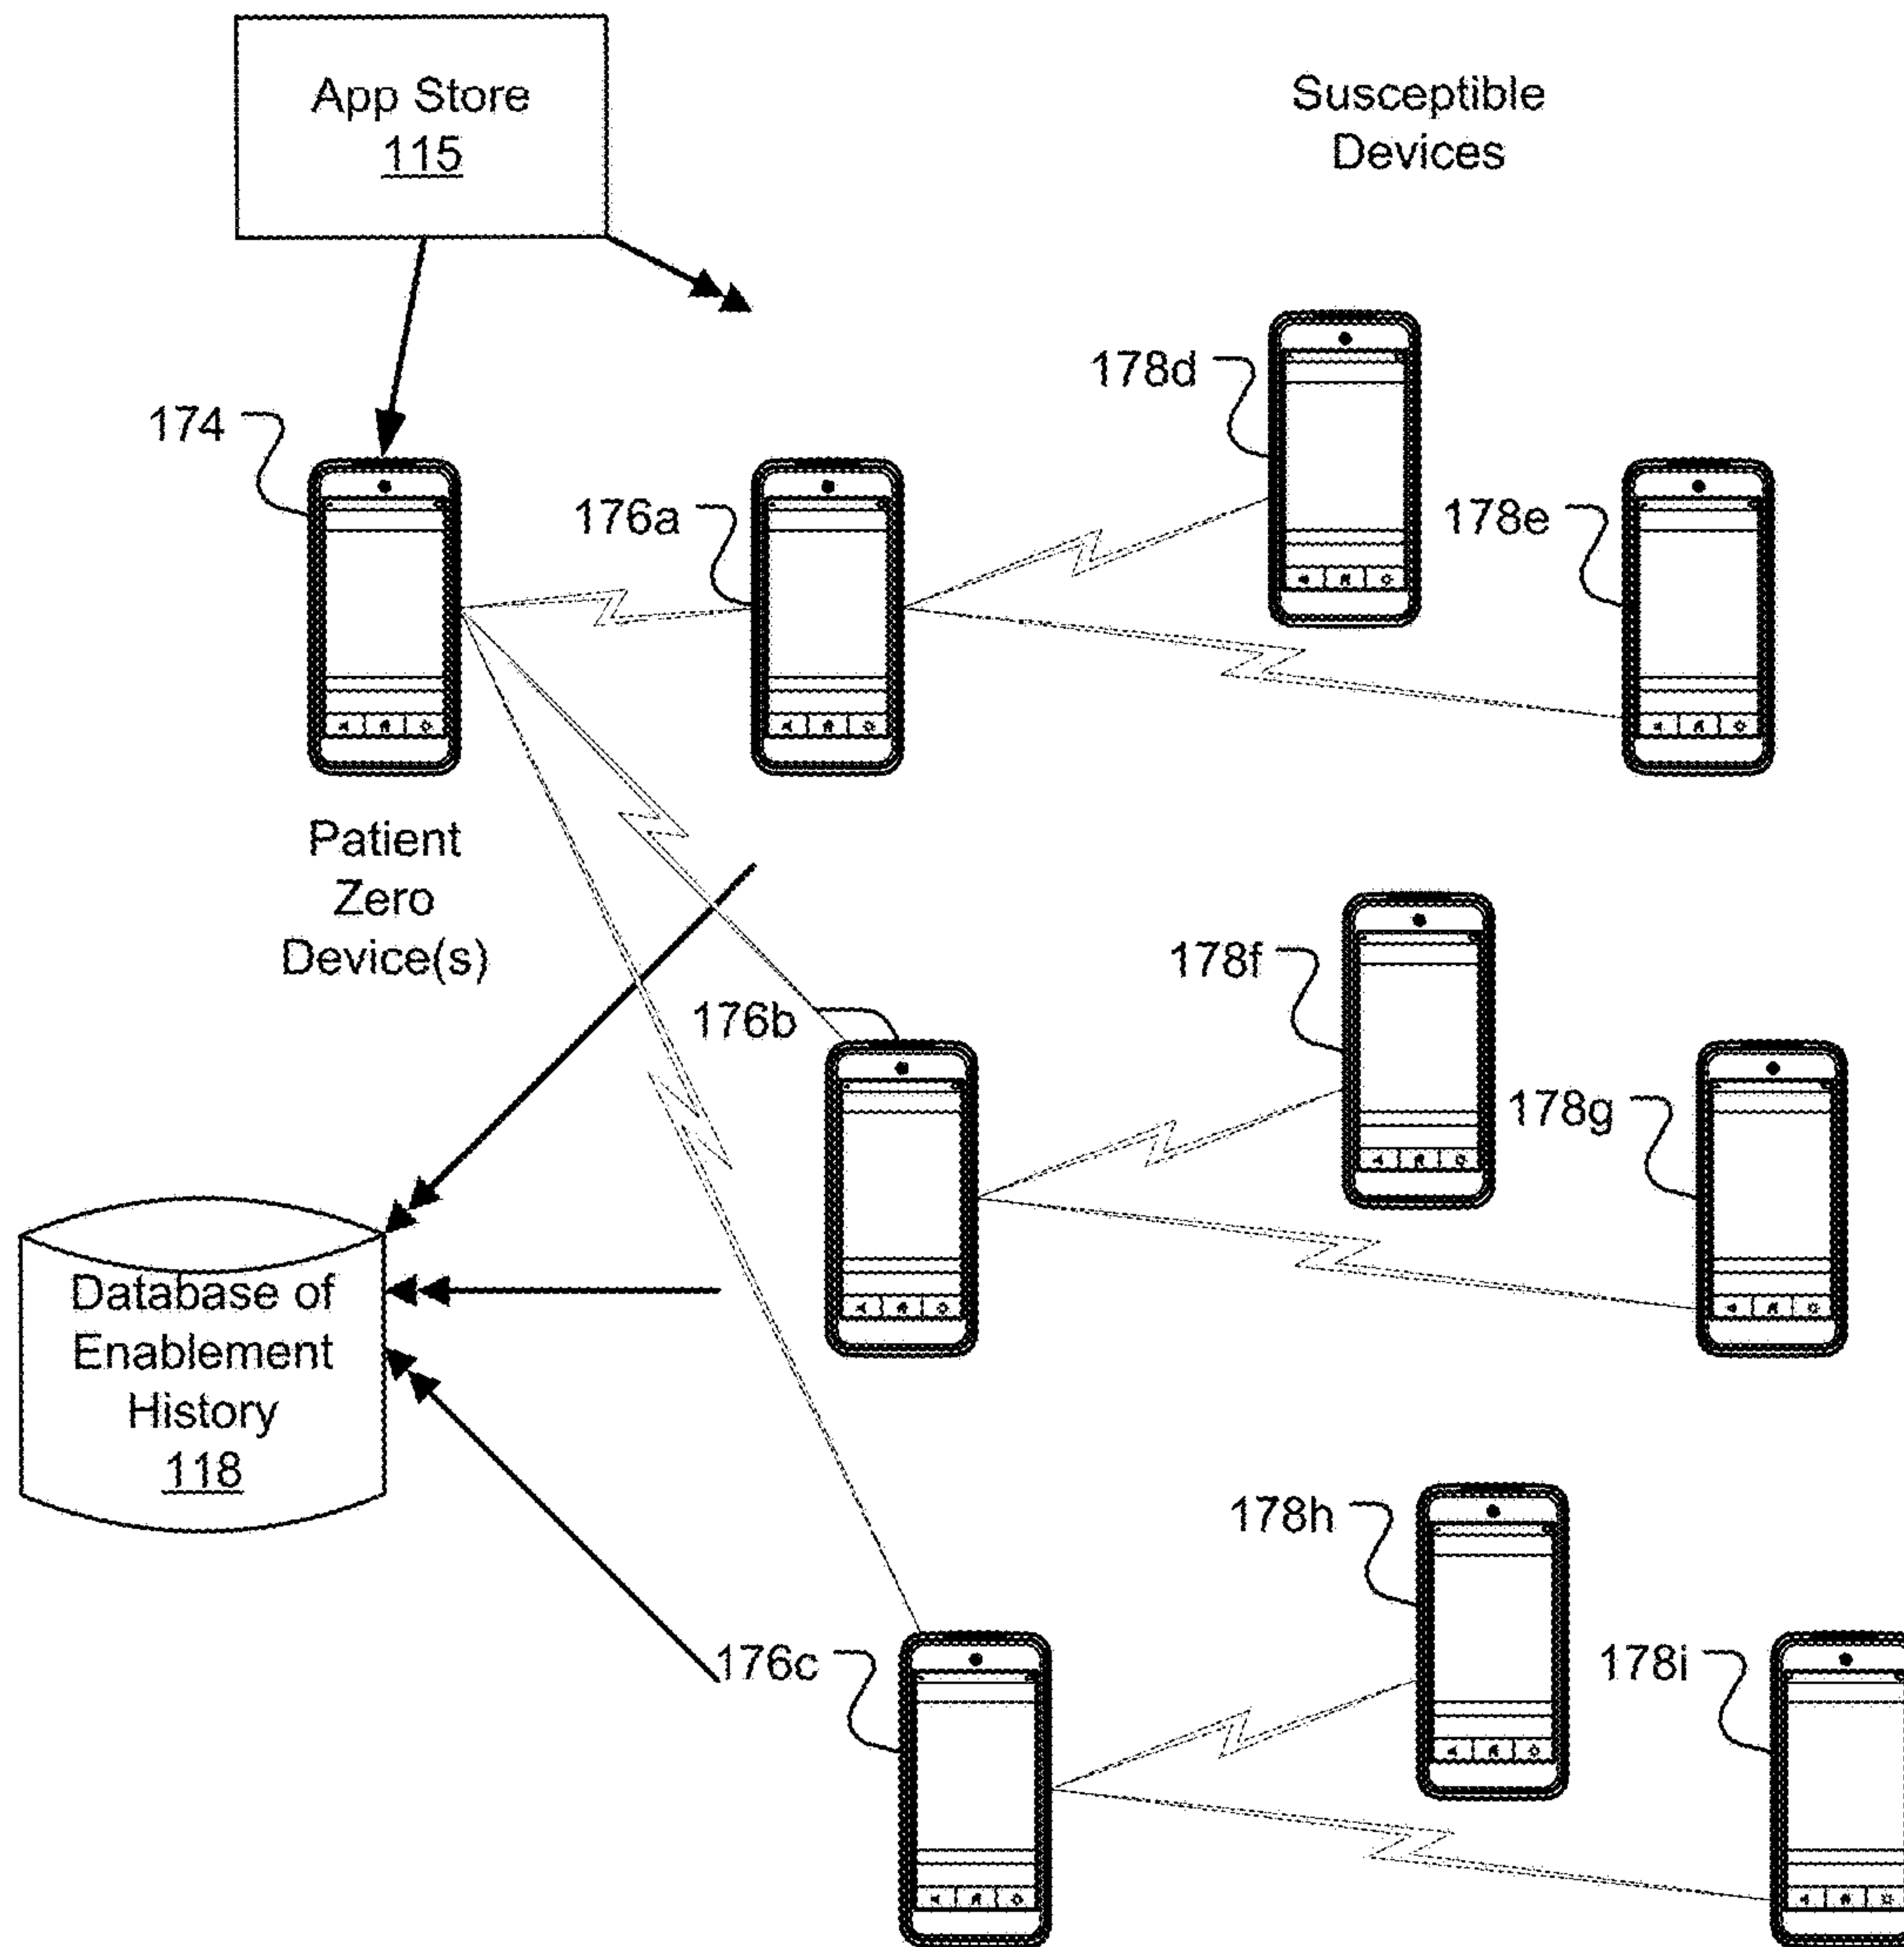 App Store
115
Susceptible
Devices
174
176a
178d
178e
Patient
Zero
Device(s)
176b
178f
178g
Database of
Enablement
History
118
176c
178h
178i